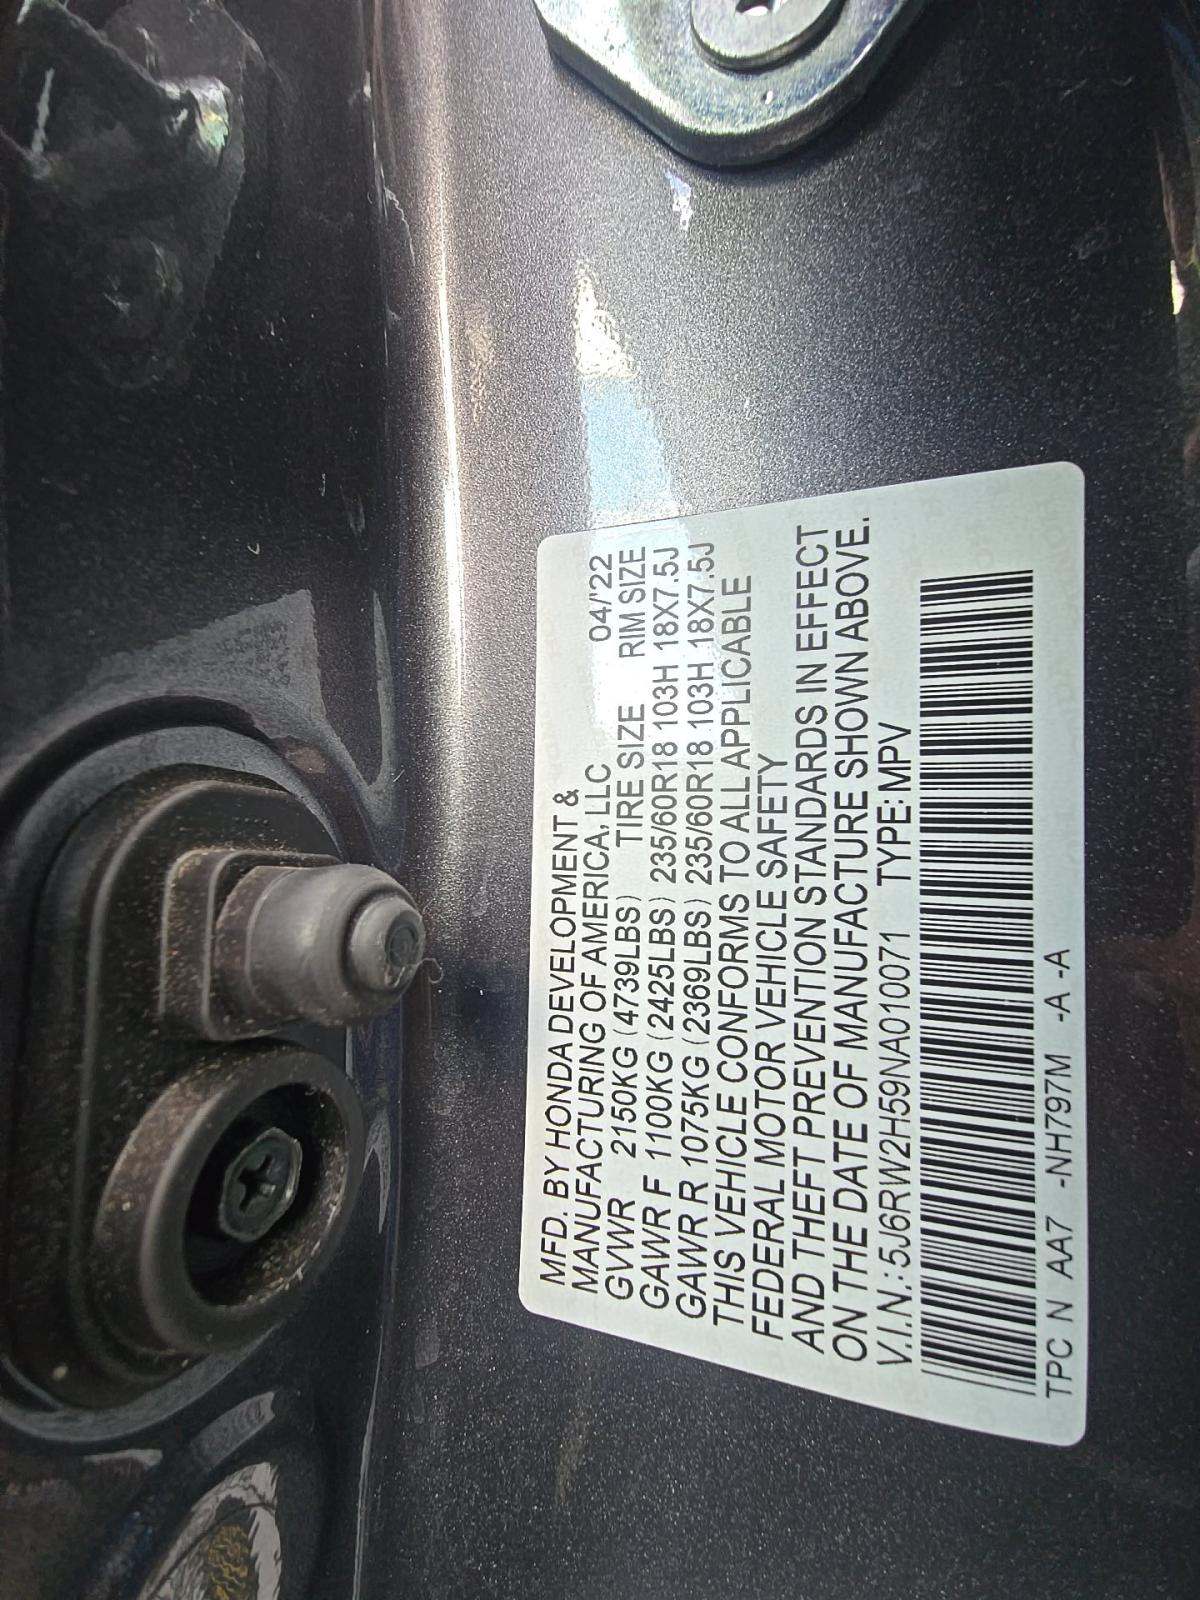 MFD. BY HONDA DEVELOPMENT &
MANUFACTURING OF AMERICA, LLC 04/'22
GVWR 2150KG (4739LBS) TIRE SIZE RIM SIZE
GAWR F 1100KG (2425LBS) 235/60R18 103H 18X7.5J
GAWR R 1075KG (2369LBS) 235/60R18 103H 18X7.5J
THIS VEHICLE CONFORMS TO ALL APPLICABLE
FEDERAL MOTOR VEHICLE SAFETY
AND THEFT PREVENTION STANDARDS IN EFFECT
ON THE DATE OF MANUFACTURE SHOWN ABOVE.
V.I.N.: 5J6RW2H59NA010071 TYPE: MPV
TPC N AA7 -NH797M -A -A